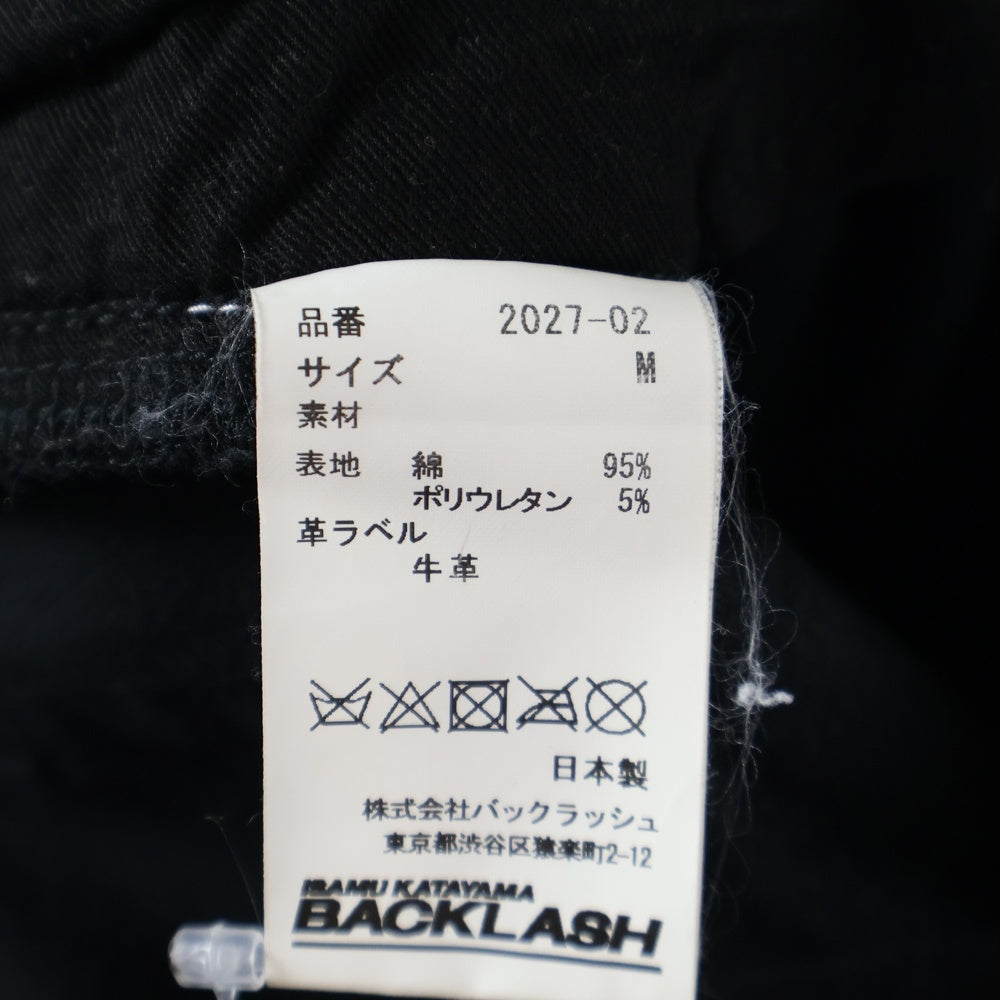 品番 2027-02
サイズ M
素材
表地 綿 95%
ポリウレタン 5%
革ラベル
牛革
日本製
株式会社バックラッシュ
東京都渋谷区猿楽町2-12
ISAMU KATAYAMA
BACKLASH